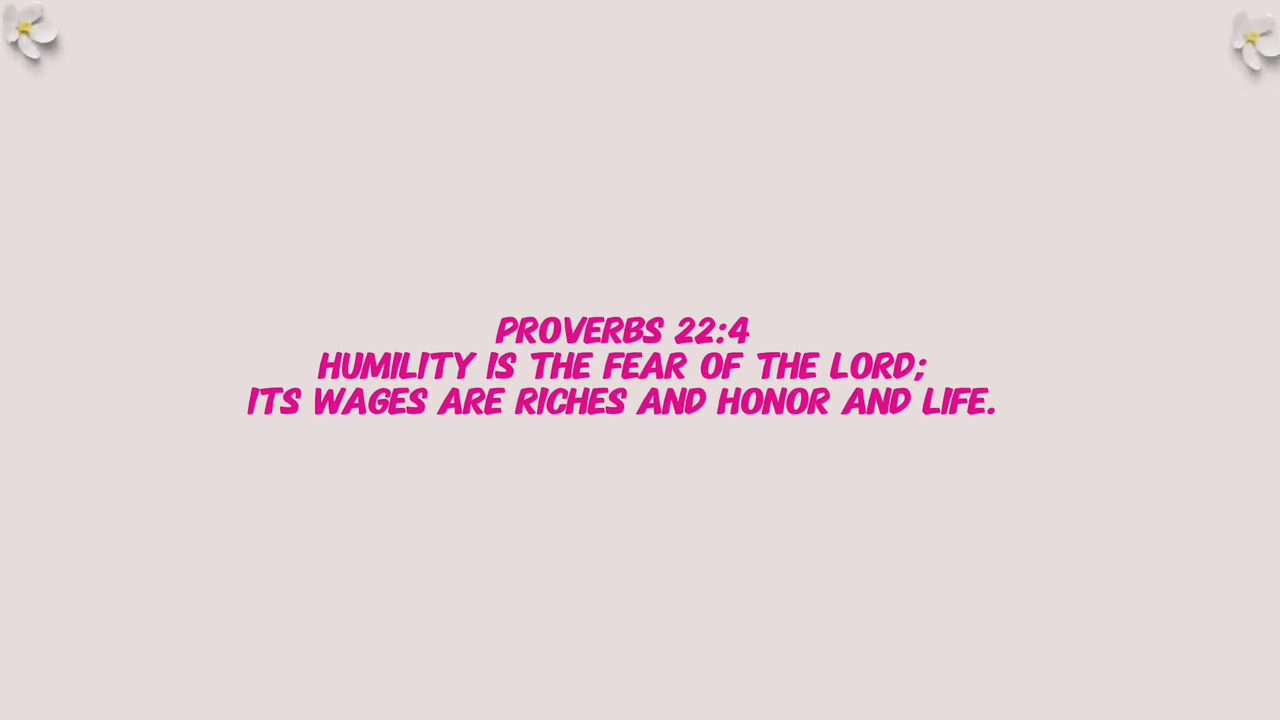 PROVERBS 22:4
HUMILITY IS THE FEAR OF THE LORD;
ITS WAGES ARE RICHES AND HONOR AND LIFE.